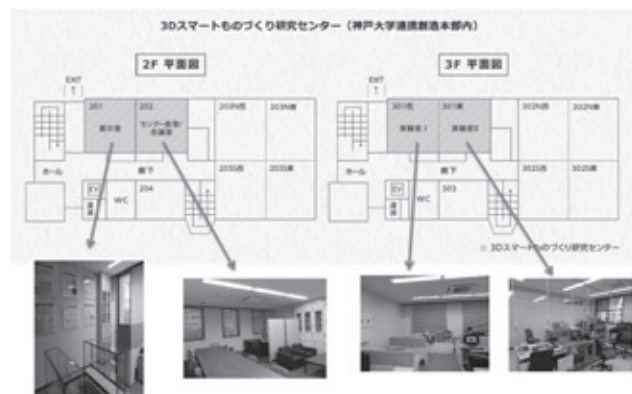 3Dスマートものづくり研究センター（神戸大学連携創造本部内）
2F 平面図
EXIT
201
展示室
202
センター教室/
会議室
203N西
203N東
ホール
廊下
203S西
203S東
EV
WC
204
3F 平面図
EXIT
301西
実験室 I
301東
実験室 II
302N西
302N東
ホール
廊下
302S西
302S東
EV
WC
303
※ 3Dスマートものづくり研究センター